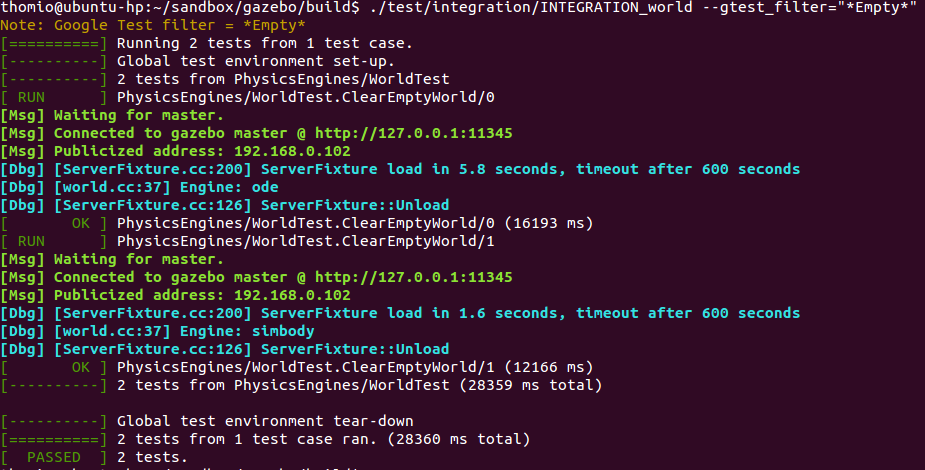 thomio@ubuntu-hp:~/sandbox/gazebo/build$ ./test/integration/INTEGRATION_world --gtest_filter="*Empty*"
Note: Google Test filter = *Empty*
[==========] Running 2 tests from 1 test case.
[----------] Global test environment set-up.
[----------] 2 tests from PhysicsEngines/WorldTest
[ RUN      ] PhysicsEngines/WorldTest.ClearEmptyWorld/0
[Msg] Waiting for master.
[Msg] Connected to gazebo master @ http://127.0.0.1:11345
[Msg] Publicized address: 192.168.0.102
[Dbg] [ServerFixture.cc:200] ServerFixture load in 5.8 seconds, timeout after 600 seconds
[Dbg] [world.cc:37] Engine: ode
[Dbg] [ServerFixture.cc:126] ServerFixture::Unload
[       OK ] PhysicsEngines/WorldTest.ClearEmptyWorld/0 (16193 ms)
[ RUN      ] PhysicsEngines/WorldTest.ClearEmptyWorld/1
[Msg] Waiting for master.
[Msg] Connected to gazebo master @ http://127.0.0.1:11345
[Msg] Publicized address: 192.168.0.102
[Dbg] [ServerFixture.cc:200] ServerFixture load in 1.6 seconds, timeout after 600 seconds
[Dbg] [world.cc:37] Engine: simbody
[Dbg] [ServerFixture.cc:126] ServerFixture::Unload
[       OK ] PhysicsEngines/WorldTest.ClearEmptyWorld/1 (12166 ms)
[----------] 2 tests from PhysicsEngines/WorldTest (28359 ms total)

[----------] Global test environment tear-down
[==========] 2 tests from 1 test case ran. (28360 ms total)
[  PASSED  ] 2 tests.